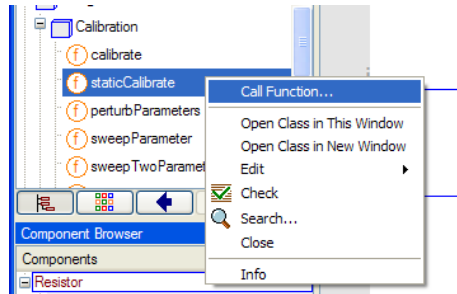 Calibration
f calibrate
f staticCalibrate
f perturbParameters
f sweepParameter
f sweepTwoParamet
Call Function...
Open Class in This Window
Open Class in New Window
Edit
Check
Search...
Close
Info
Component Browser
Components
Resistor